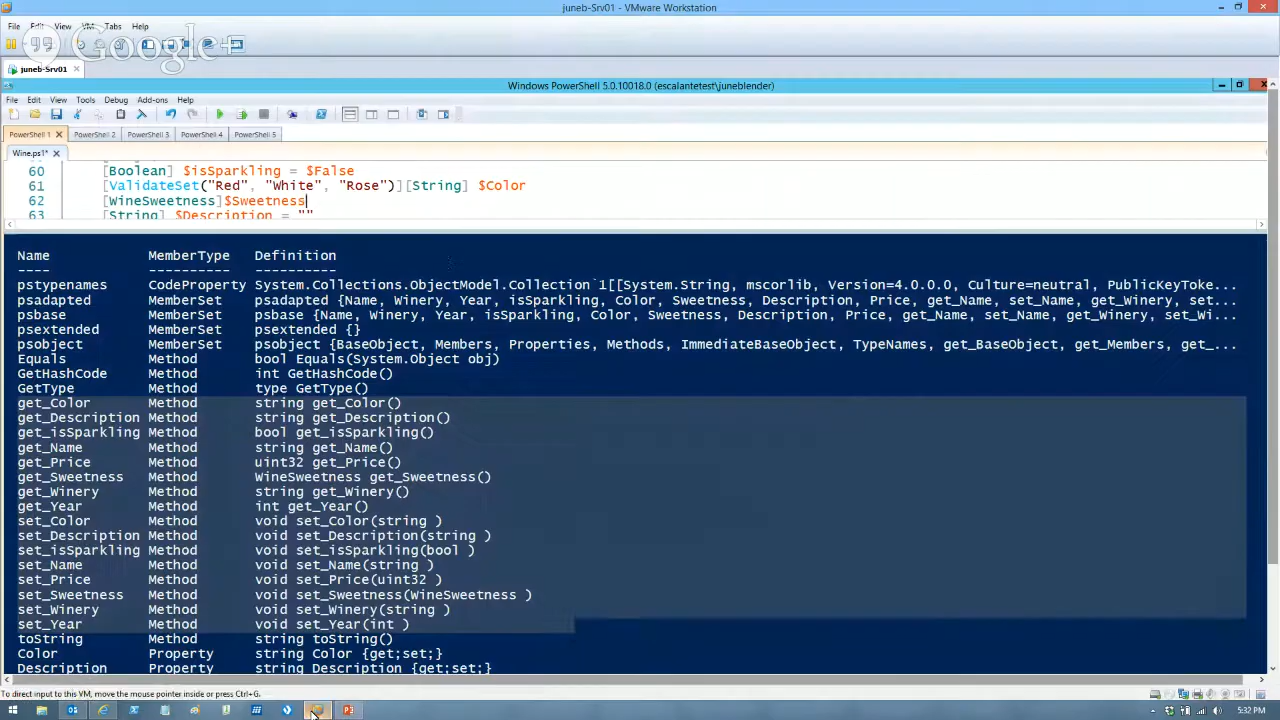 juneb-Srv01 - VMware Workstation
File Edit View VM Tabs Help
Google+
juneb-Srv01
Windows PowerShell 5.0.10018.0 (escalantetest\juneblender)
File Edit View Tools Debug Add-ons Help
PowerShell 1 PowerShell 2 PowerShell 3 PowerShell 4 PowerShell 5
Wine.ps1*
60 [Boolean] $isSparkling = $False
61 [ValidateSet("Red", "White", "Rose")][String] $Color
62 [WineSweetness]$Sweetness
63 [String] $Description = ""
Name MemberType Definition
---- ---------- ----------
pstypenames CodeProperty System.Collections.ObjectModel.Collection`1[[System.String, mscorlib, Version=4.0.0.0, Culture=neutral, PublicKeyToke...
psadapted MemberSet psadapted {Name, Winery, Year, isSparkling, Color, Sweetness, Description, Price, get_Name, set_Name, get_Winery, set...
psbase MemberSet psbase {Name, Winery, Year, isSparkling, Color, Sweetness, Description, Price, get_Name, set_Name, get_Winery, set_Wi...
psextended MemberSet psextended {}
psobject MemberSet psobject {BaseObject, Members, Properties, Methods, ImmediateBaseObject, TypeNames, get_BaseObject, get_Members, get_...
Equals Method bool Equals(System.Object obj)
GetHashCode Method int GetHashCode()
GetType Method type GetType()
get_Color Method string get_Color()
get_Description Method string get_Description()
get_isSparkling Method bool get_isSparkling()
get_Name Method string get_Name()
get_Price Method uint32 get_Price()
get_Sweetness Method WineSweetness get_Sweetness()
get_Winery Method string get_Winery()
get_Year Method int get_Year()
set_Color Method void set_Color(string )
set_Description Method void set_Description(string )
set_isSparkling Method void set_isSparkling(bool )
set_Name Method void set_Name(string )
set_Price Method void set_Price(uint32 )
set_Sweetness Method void set_Sweetness(WineSweetness )
set_Winery Method void set_Winery(string )
set_Year Method void set_Year(int )
toString Method string toString()
Color Property string Color {get;set;}
Description Property string Description {get;set;}
To direct input to this VM, move the mouse pointer inside or press Ctrl+G.
5:32 PM